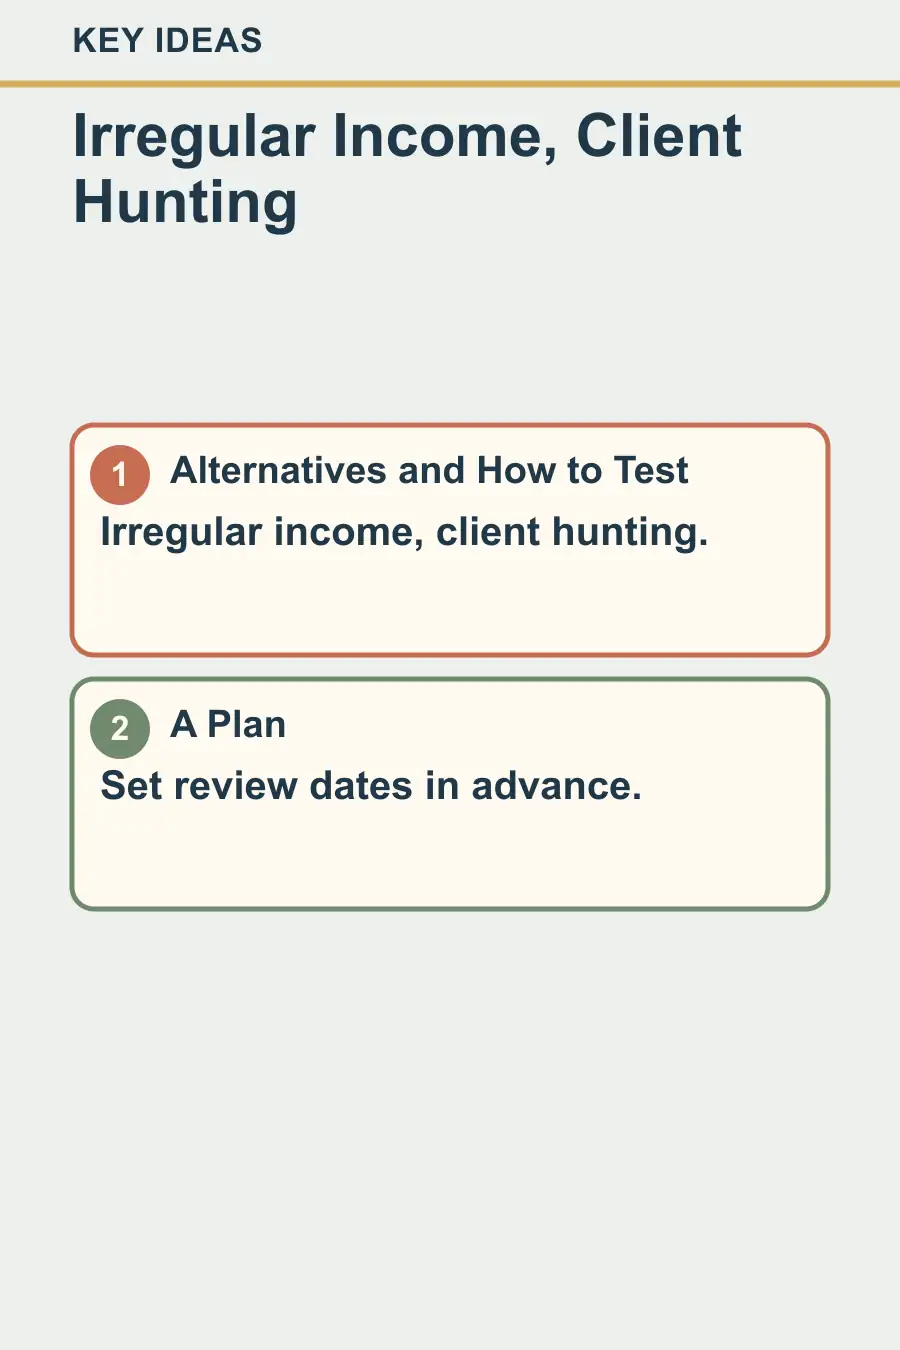 KEY IDEAS
Irregular Income, Client
Hunting
1 Alternatives and How to Test
Irregular income, client hunting.
2 A Plan
Set review dates in advance.